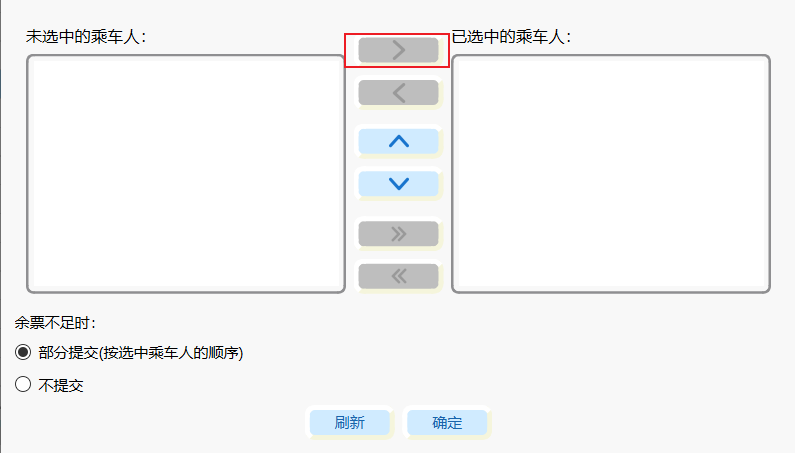 未选中的乘车人：
已选中的乘车人：
余票不足时：
部分提交(按选中乘车人的顺序)
不提交
刷新
确定